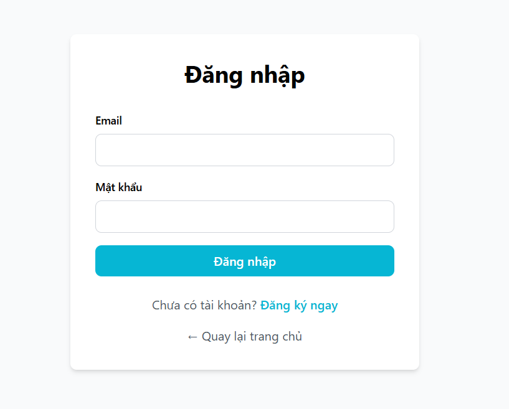 Đăng nhập
Email
Mật khẩu
Đăng nhập
Chưa có tài khoản? Đăng ký ngay
← Quay lại trang chủ